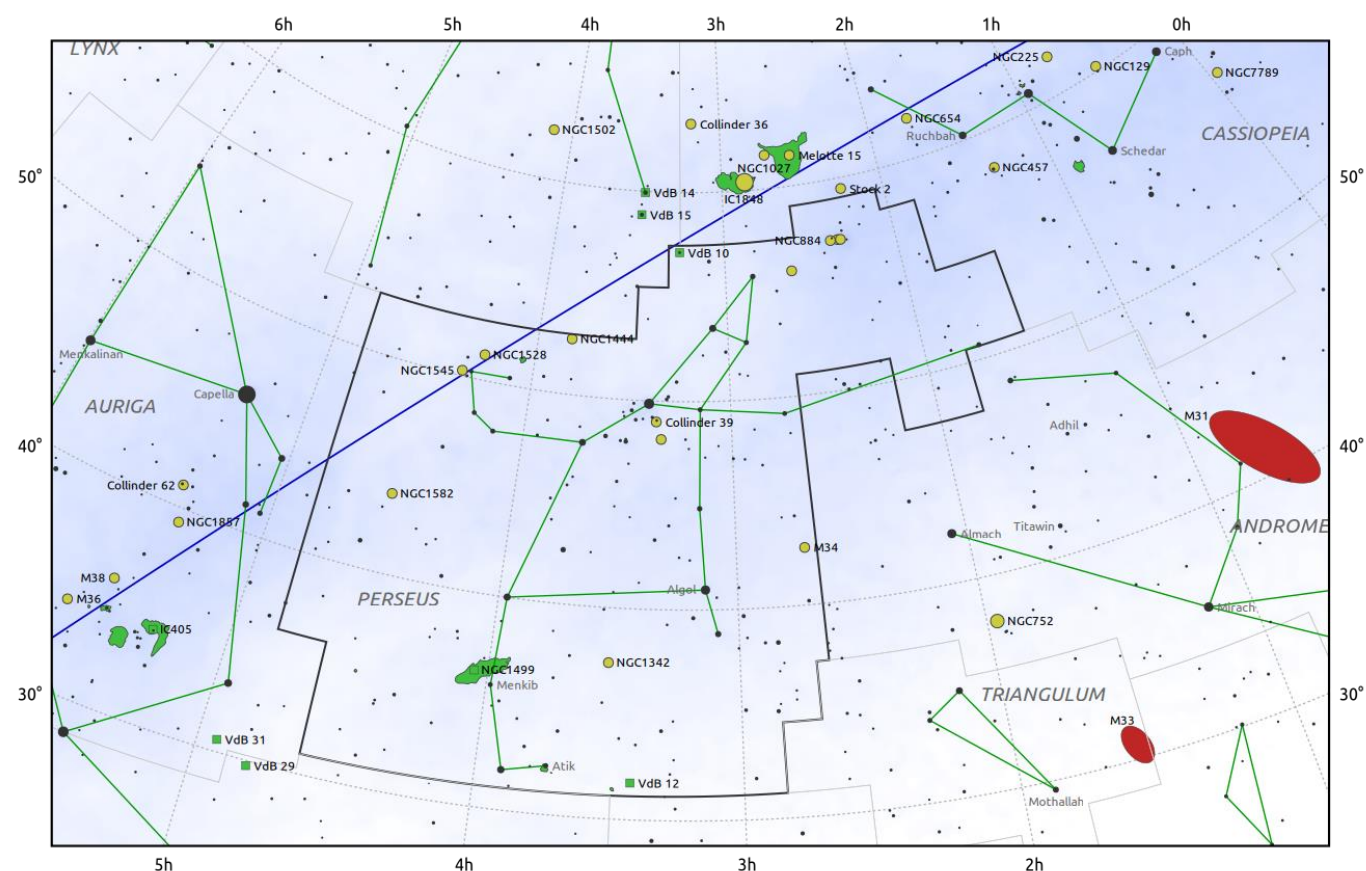 6h 5h 4h 3h 2h 1h 0h
LYNX
NGC225
Caph
NGC129
NGC7789
NGC1502
Collinder 36
NGC654
Ruchbah
CASSIOPEIA
Schedar
Melotte 15
NGC1027
NGC457
50°
50°
VdB 14
Stock 2
IC1848
VdB 15
NGC884
VdB 10
NGC1444
Menkalinan
NGC1528
NGC1545
Capella
AURIGA
M31
Collinder 39
Adhil
40°
40°
Collinder 62
NGC1582
NGC1857
Titawin
ANDROME
Almach
M34
M38
Algol
M36
PERSEUS
Mirach
NGC752
IC405
NGC1342
NGC1499
Menkib
30°
TRIANGULUM
30°
M33
VdB 31
VdB 29
Atik
VdB 12
Mothallah
5h 4h 3h 2h